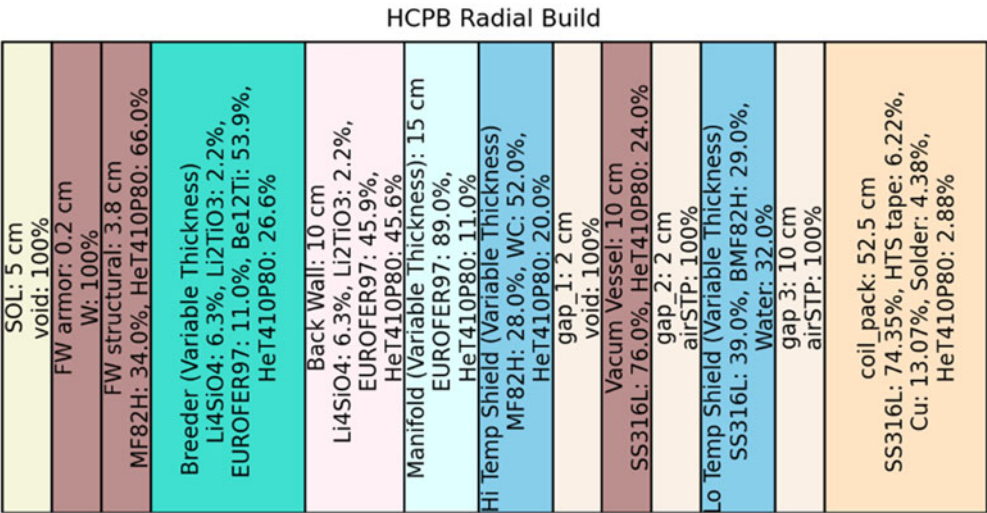 HCPB Radial Build
SOL: 5 cm
void: 100%
FW armor: 0.2 cm
W: 100%
FW structural: 3.8 cm
MF82H: 34.0%, HeT410P80: 66.0%
Breeder (Variable Thickness)
Li4SiO4: 6.3%, Li2TiO3: 2.2%,
EUROFER97: 11.0%, Be12Ti: 53.9%,
HeT410P80: 26.6%
Back Wall: 10 cm
Li4SiO4: 6.3%, Li2TiO3: 2.2%,
EUROFER97: 45.9%,
HeT410P80: 45.6%
Manifold (Variable Thickness): 15 cm
EUROFER97: 89.0%,
HeT410P80: 11.0%
Hi Temp Shield (Variable Thickness)
MF82H: 28.0%, WC: 52.0%,
HeT410P80: 20.0%
gap_1: 2 cm
void: 100%
Vacum Vessel: 10 cm
SS316L: 76.0%, HeT410P80: 24.0%
gap_2: 2 cm
airSTP: 100%
Lo Temp Shield (Variable Thickness)
SS316L: 39.0%, BMF82H: 29.0%,
Water: 32.0%
gap 3: 10 cm
airSTP: 100%
coil_pack: 52.5 cm
SS316L: 74.35%, HTS tape: 6.22%,
Cu: 13.07%, Solder: 4.38%,
HeT410P80: 2.88%